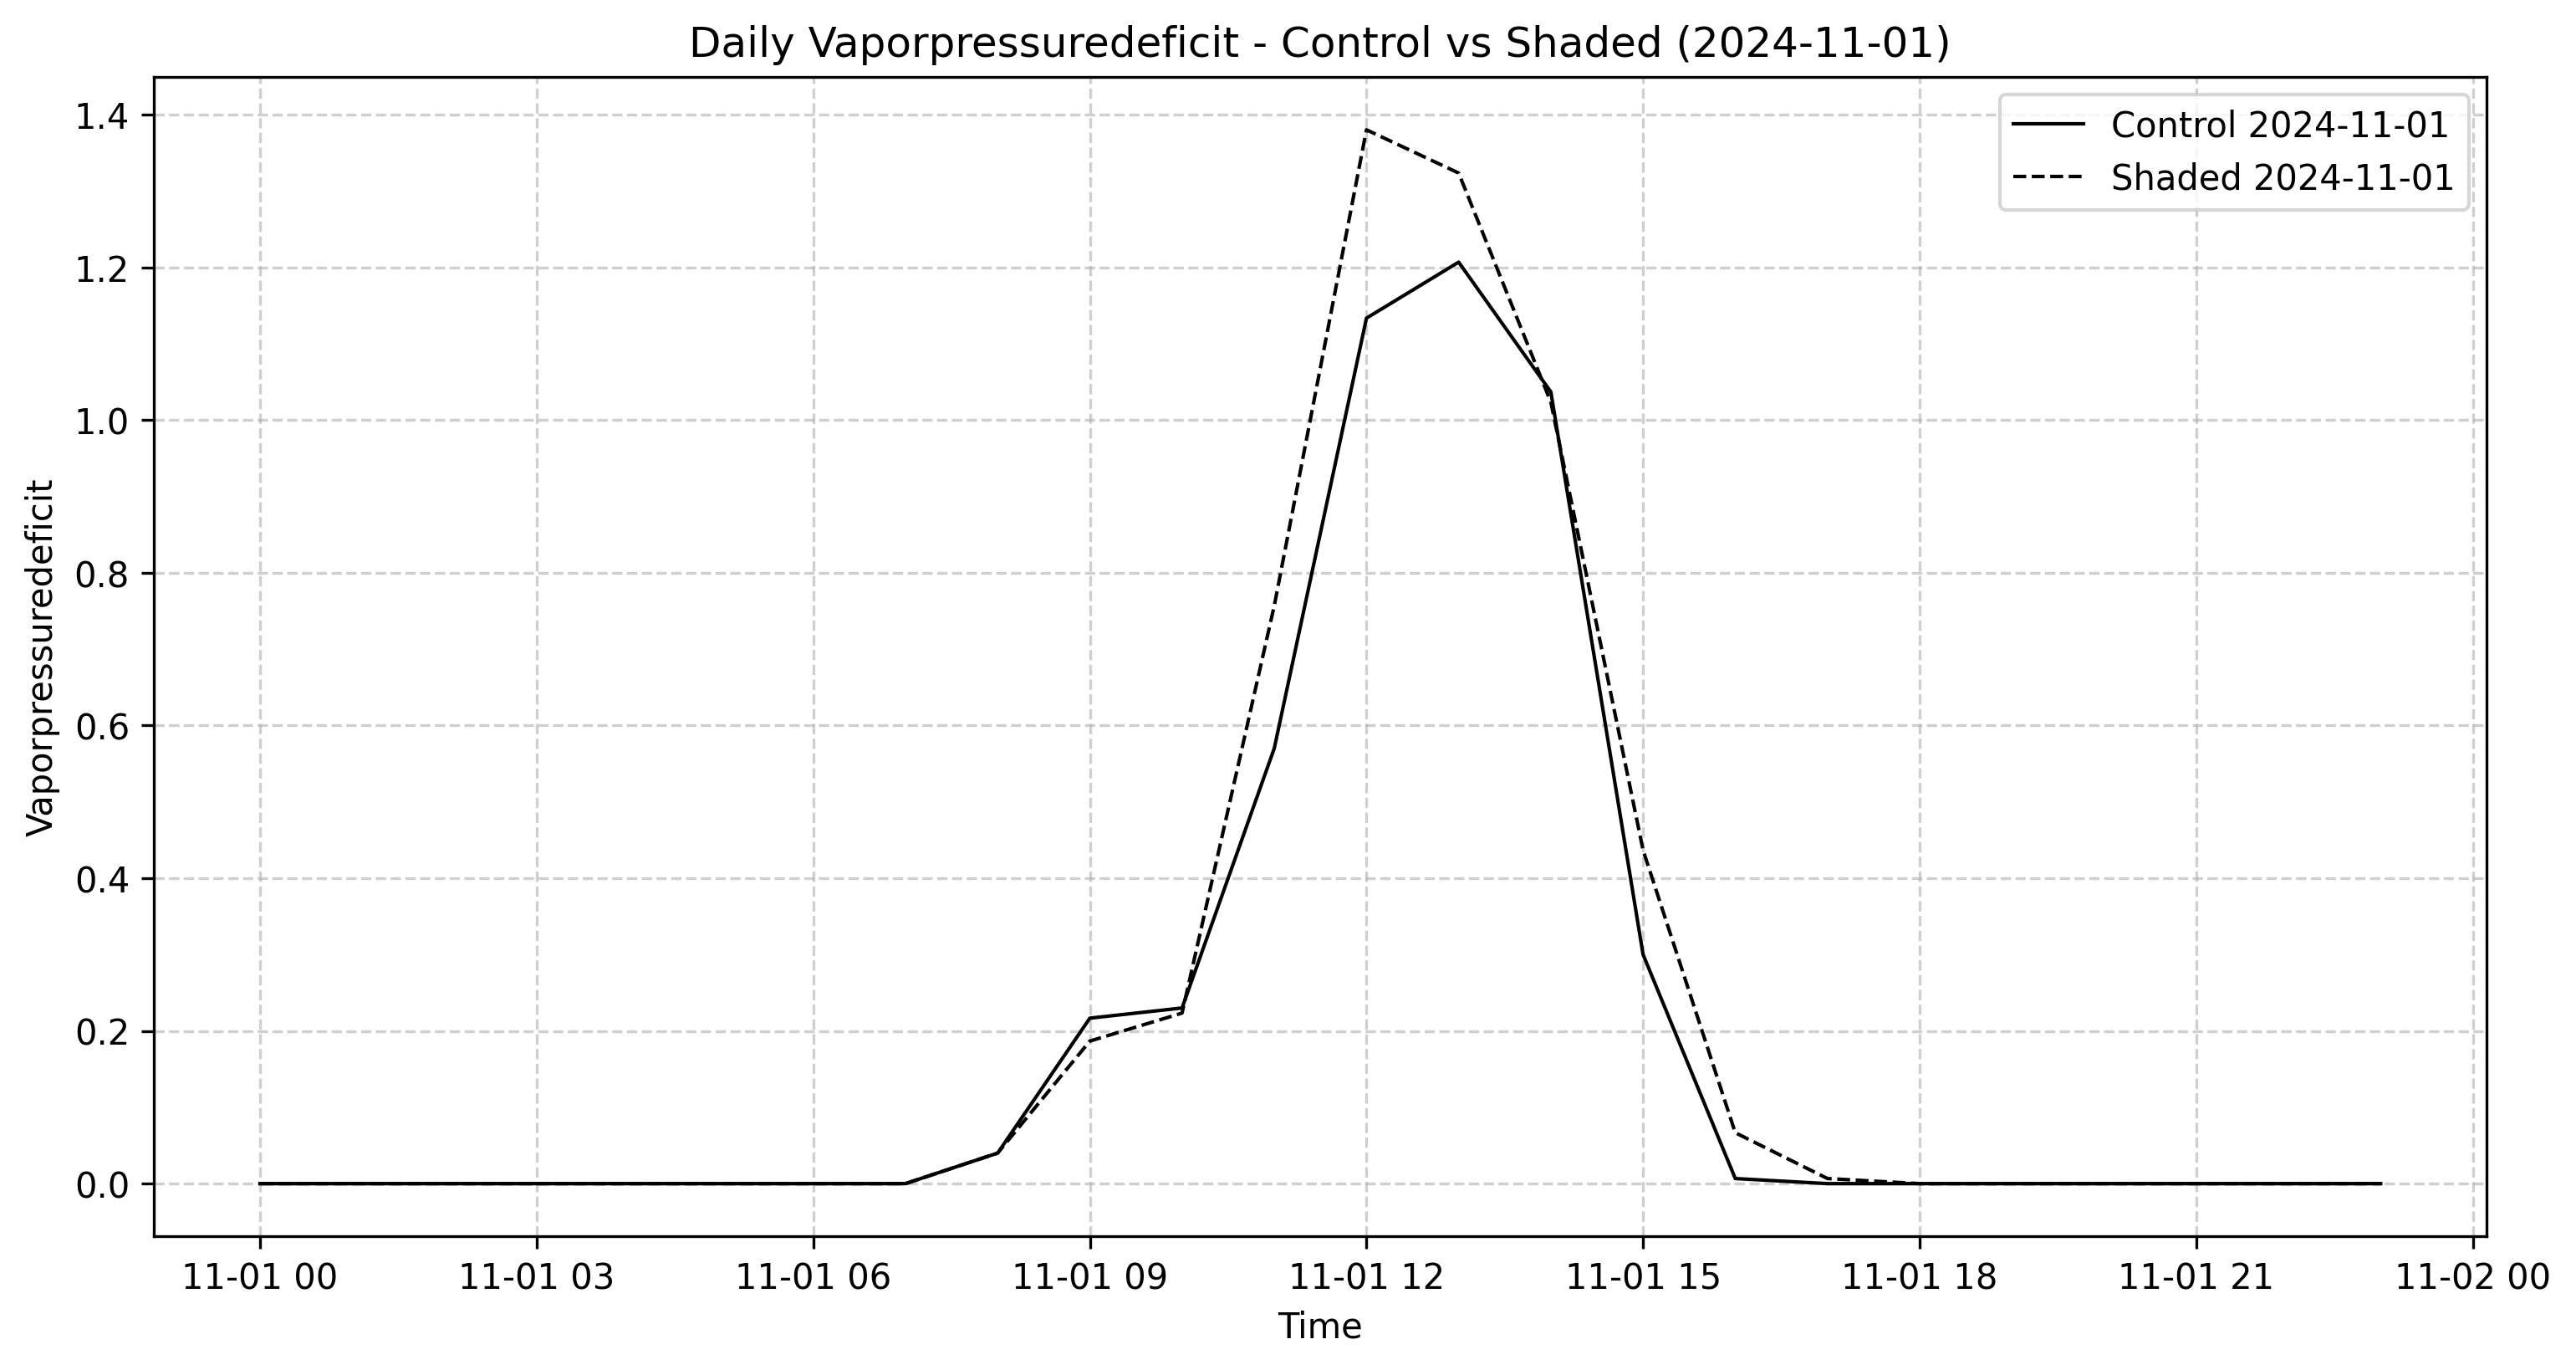 Daily Vaporpressuredeficit - Control vs Shaded (2024-11-01)
Control 2024-11-01
Shaded 2024-11-01
Vaporpressuredeficit
1.4
1.2
1.0
0.8
0.6
0.4
0.2
0.0
11-01 00 11-01 03 11-01 06 11-01 09 11-01 12 11-01 15 11-01 18 11-01 21 11-02 00
Time